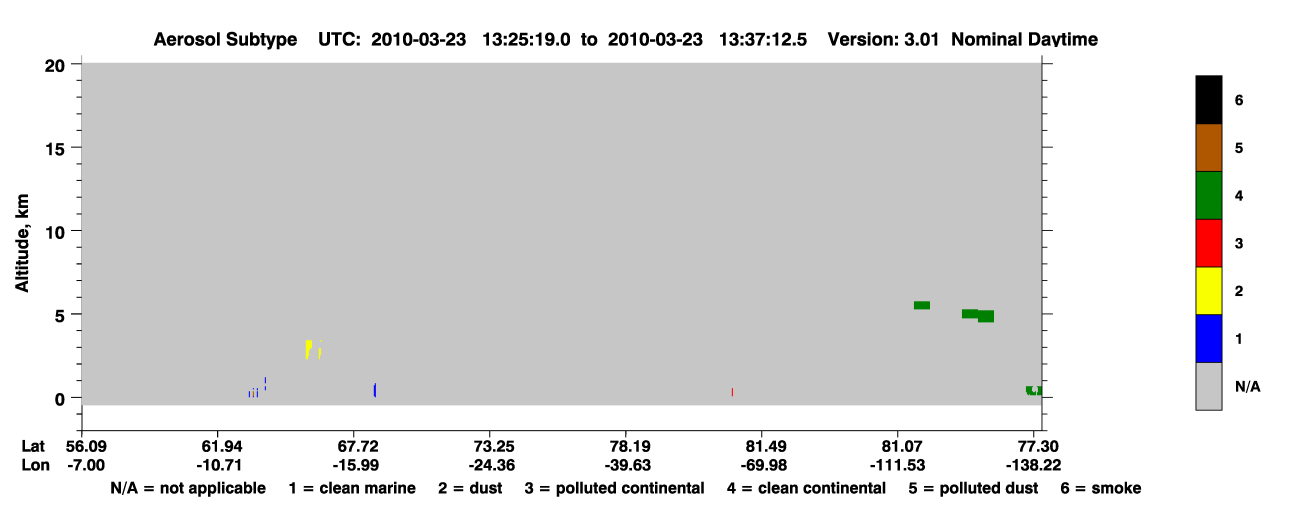 Aerosol Subtype UTC: 2010-03-23 13:25:19.0 to 2010-03-23 13:37:12.5 Version: 3.01 Nominal Daytime
20
15
10
5
0
Altitude, km
6
5
4
3
2
1
N/A
Lat 56.09 61.94 67.72 73.25 78.19 81.49 81.07 77.30
Lon -7.00 -10.71 -15.99 -24.36 -39.63 -69.98 -111.53 -138.22
N/A = not applicable 1 = clean marine 2 = dust 3 = polluted continental 4 = clean continental 5 = polluted dust 6 = smoke